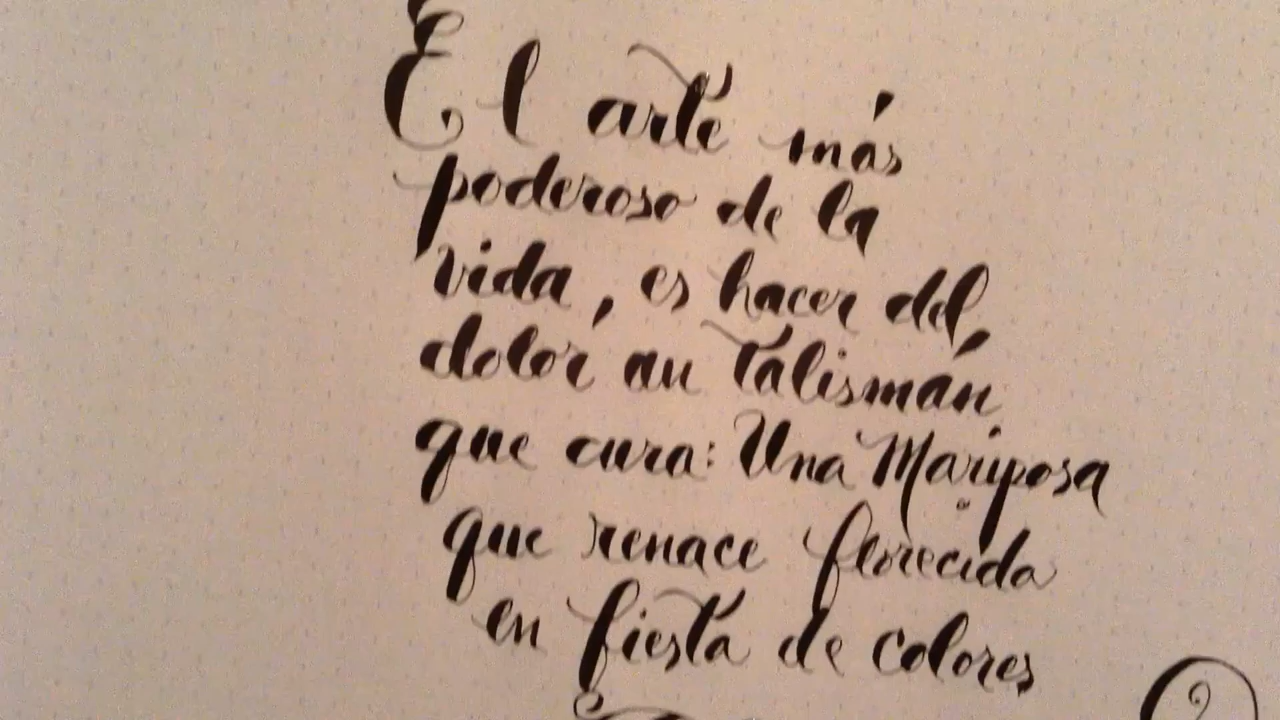 El arte más
poderoso de la
vida, es hacer del
dolor un talismán
que cura: Una Mariposa
que renace florecida
en fiesta de colores